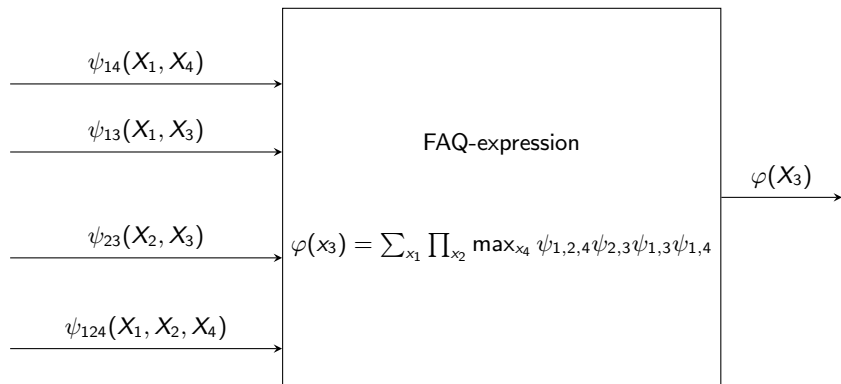 ψ₁₄(X₁, X₄)
ψ₁₃(X₁, X₃)
FAQ-expression
φ(X₃)
ψ₂₃(X₂, X₃)
φ(x₃) = ∑ₓ₁ ∏ₓ₂ maxₓ₄ ψ₁,₂,₄ψ₂,₃ψ₁,₃ψ₁,₄
ψ₁₂₄(X₁, X₂, X₄)